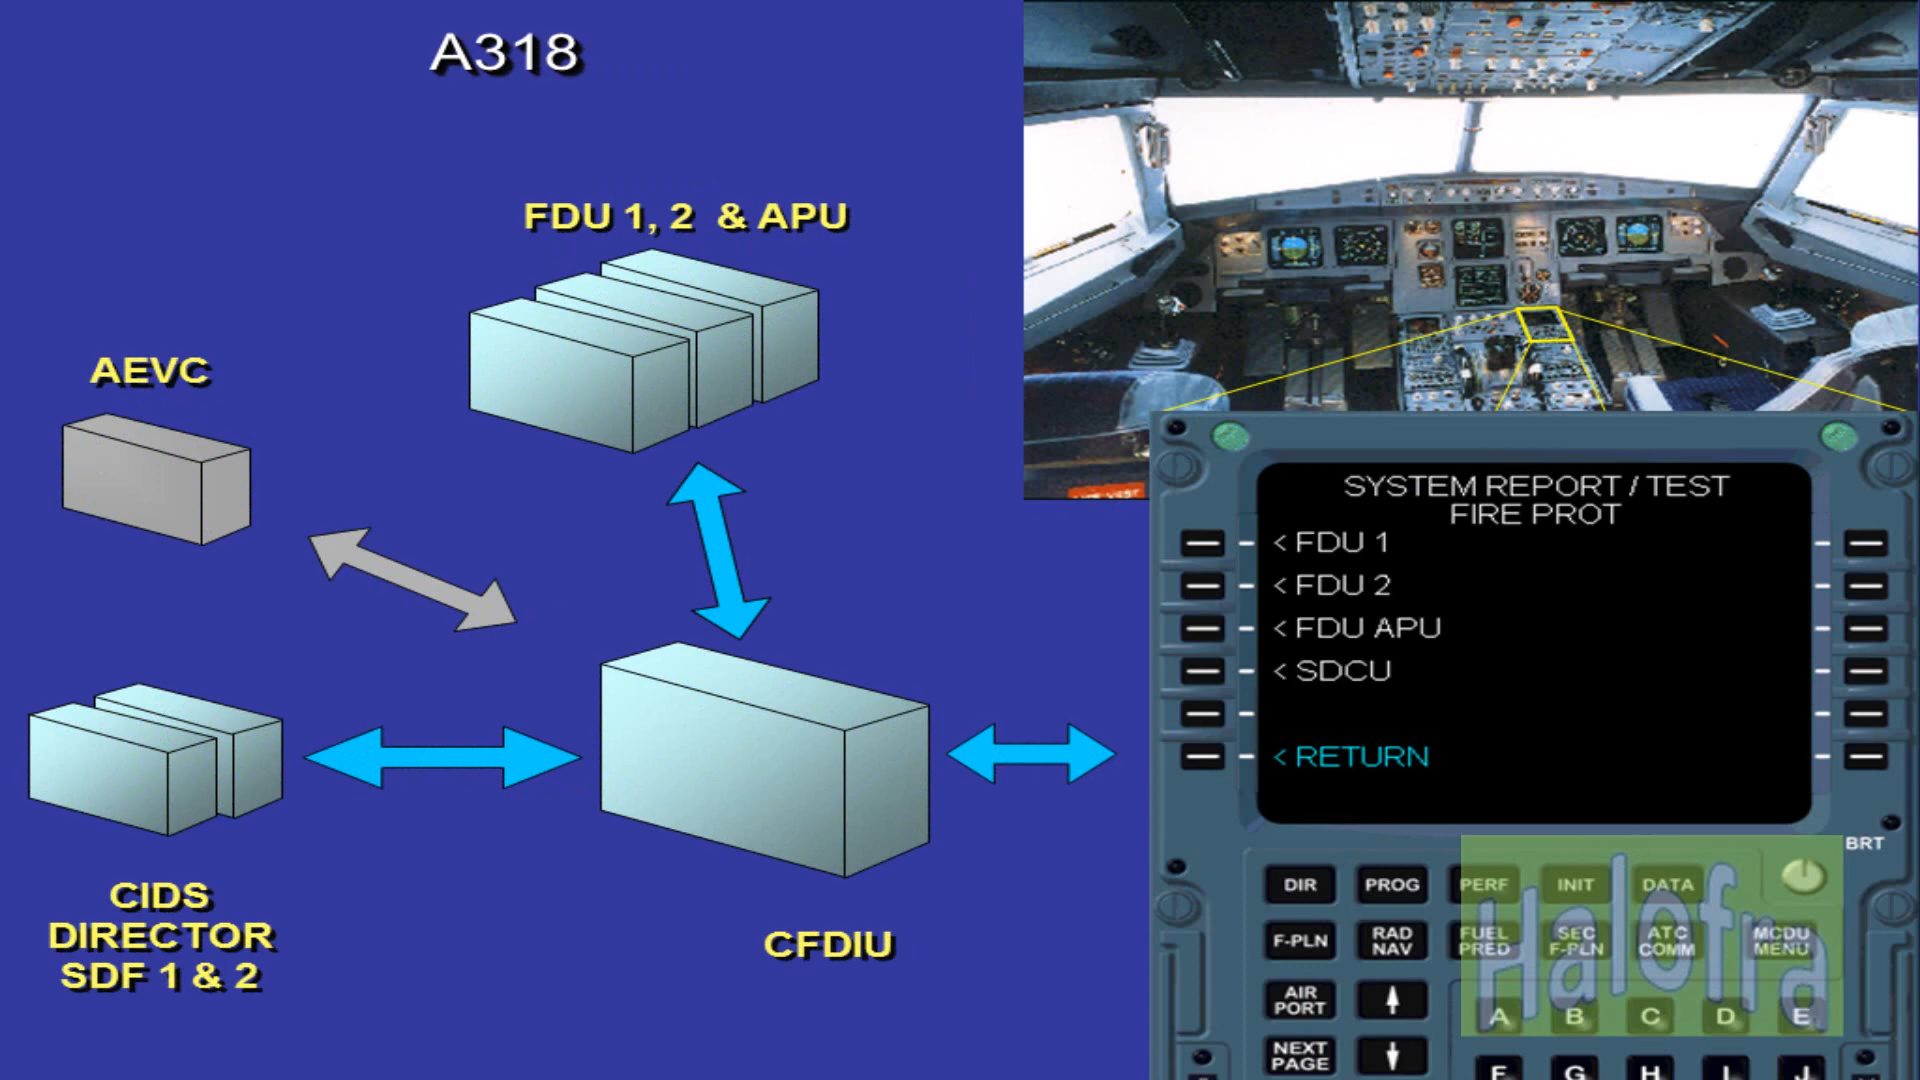 A318
FDU 1, 2 & APU
AEVC
CIDS
DIRECTOR
SDF 1 & 2
CFDIU
SYSTEM REPORT / TEST
FIRE PROT
< FDU 1
< FDU 2
< FDU APU
< SDCU
< RETURN
BRT
DIR PROG PERF INIT DATA
F-PLN RAD NAV FUEL PRED SEC F-PLN ATC COMM MCDU MENU
AIR PORT
A B C D E
NEXT PAGE
F G H I J
Halofra